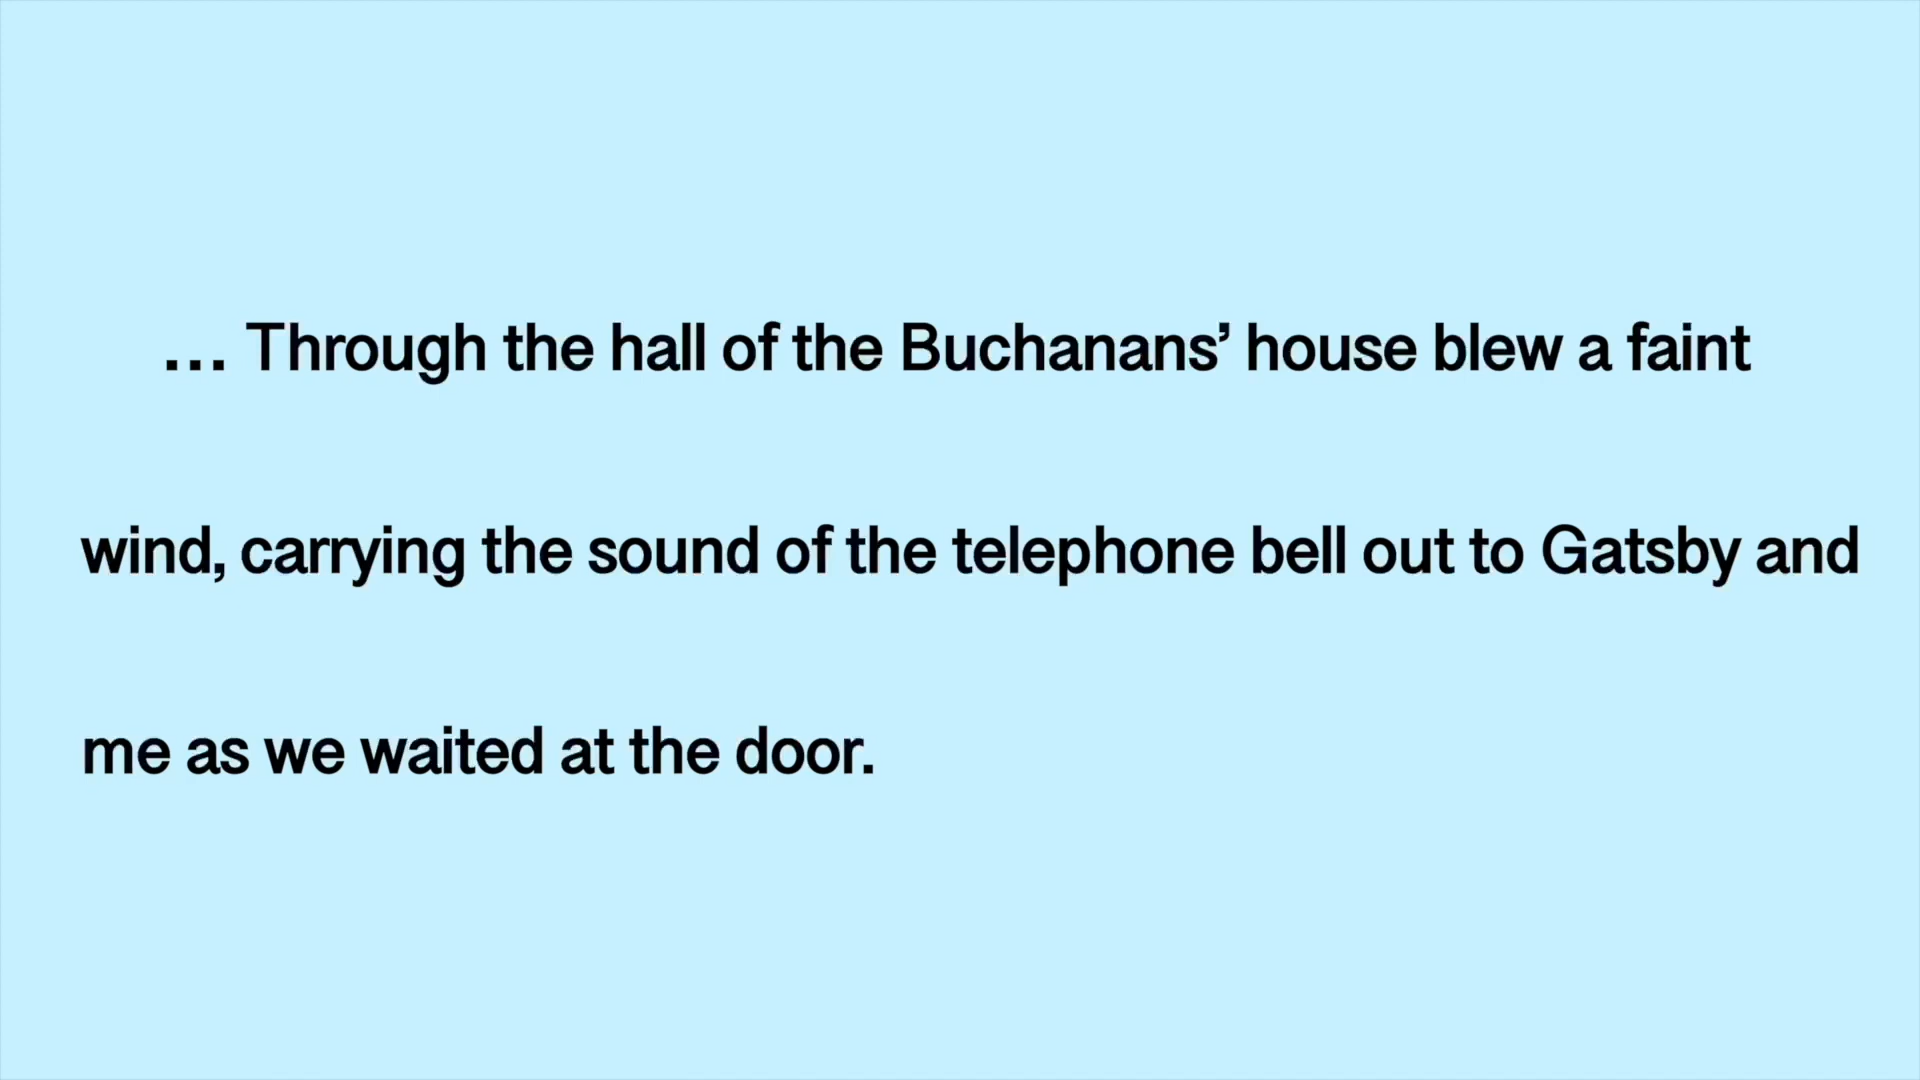 … Through the hall of the Buchanans’ house blew a faint
wind, carrying the sound of the telephone bell out to Gatsby and
me as we waited at the door.